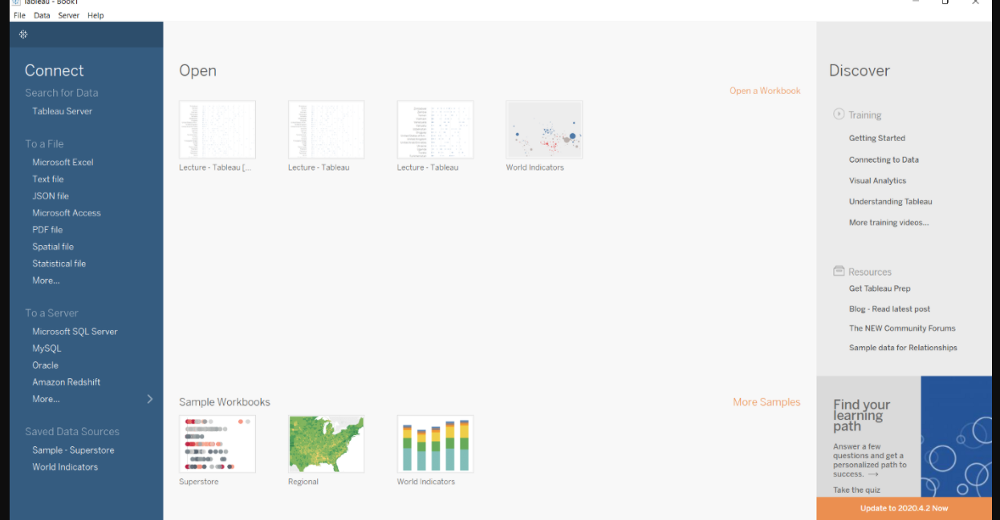 Tableau - Book1
File Data Server Help
Connect
Search for Data
Tableau Server
To a File
Microsoft Excel
Text file
JSON file
Microsoft Access
PDF file
Spatial file
Statistical file
More...
To a Server
Microsoft SQL Server
MySQL
Oracle
Amazon Redshift
More...
Saved Data Sources
Sample - Superstore
World Indicators
Open
Open a Workbook
Lecture - Tableau [...
Lecture - Tableau
Lecture - Tableau
World Indicators
Sample Workbooks
More Samples
Superstore
Regional
World Indicators
Discover
Training
Getting Started
Connecting to Data
Visual Analytics
Understanding Tableau
More training videos...
Resources
Get Tableau Prep
Blog - Read latest post
The NEW Community Forums
Sample data for Relationships
Find your
learning
path
Answer a few
questions and get a
personalized path to
success. →
Take the quiz
Update to 2020.4.2 Now